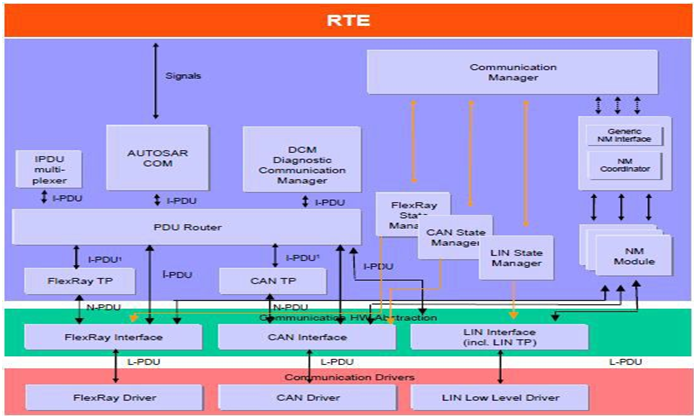 RTE
Signals
Communication
Manager
Generic
NM Interface
NM
Coordinator
IPDU
multi-
plexer
AUTOSAR
COM
DCM
Diagnostic
Communication
Manager
I-PDU
I-PDU
I-PDU
FlexRay
State
Manager
CAN State
Manager
LIN State
Manager
NM
Module
PDU Router
I-PDU¹
I-PDU
I-PDU¹
I-PDU
FlexRay TP
CAN TP
N-PDU
N-PDU
Communication HW Abstraction
FlexRay Interface
CAN Interface
LIN Interface
(incl. LIN TP)
L-PDU
L-PDU
L-PDU
Communication Drivers
FlexRay Driver
CAN Driver
LIN Low Level Driver